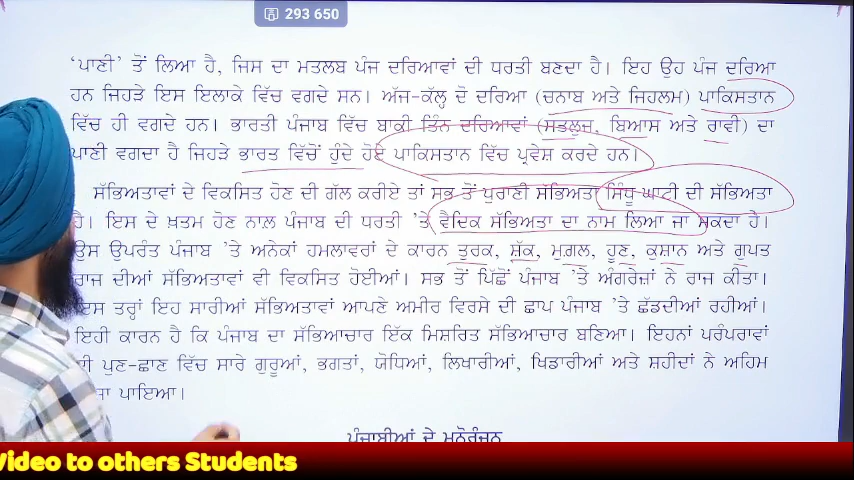 293 650
‘ਪਾਣੀ’ ਤੋਂ ਲਿਆ ਹੈ, ਜਿਸ ਦਾ ਮਤਲਬ ਪੰਜ ਦਰਿਆਵਾਂ ਦੀ ਧਰਤੀ ਬਣਦਾ ਹੈ। ਇਹ ਉਹ ਪੰਜ ਦਰਿਆ
ਹਨ ਜਿਹੜੇ ਇਸ ਇਲਾਕੇ ਵਿੱਚ ਵਗਦੇ ਸਨ। ਅੱਜ-ਕੱਲ੍ਹ ਦੋ ਦਰਿਆ (ਚਨਾਬ ਅਤੇ ਜਿਹਲਮ) ਪਾਕਿਸਤਾਨ
ਵਿੱਚ ਹੀ ਵਗਦੇ ਹਨ। ਭਾਰਤੀ ਪੰਜਾਬ ਵਿੱਚ ਬਾਕੀ ਤਿੰਨ ਦਰਿਆਵਾਂ (ਸਤਲੁਜ, ਬਿਆਸ ਅਤੇ ਰਾਵੀ) ਦਾ
ਪਾਣੀ ਵਗਦਾ ਹੈ ਜਿਹੜੇ ਭਾਰਤ ਵਿੱਚੋਂ ਹੁੰਦੇ ਹੋਏ ਪਾਕਿਸਤਾਨ ਵਿੱਚ ਪ੍ਰਵੇਸ਼ ਕਰਦੇ ਹਨ।
ਸੱਭਿਅਤਾਵਾਂ ਦੇ ਵਿਕਸਿਤ ਹੋਣ ਦੀ ਗੱਲ ਕਰੀਏ ਤਾਂ ਸਭ ਤੋਂ ਪੁਰਾਣੀ ਸੱਭਿਅਤਾ ਸਿੰਧੂ ਘਾਟੀ ਦੀ ਸੱਭਿਅਤਾ
ਹੈ। ਇਸ ਦੇ ਖ਼ਤਮ ਹੋਣ ਨਾਲ਼ ਪੰਜਾਬ ਦੀ ਧਰਤੀ ’ਤੇ ਵੈਦਿਕ ਸੱਭਿਅਤਾ ਦਾ ਨਾਮ ਲਿਆ ਜਾ ਸਕਦਾ ਹੈ।
ਉਸ ਉਪਰੰਤ ਪੰਜਾਬ ’ਤੇ ਅਨੇਕਾਂ ਹਮਲਾਵਰਾਂ ਦੇ ਕਾਰਨ ਤੁਰਕ, ਸ਼ੱਕ, ਮੁਗ਼ਲ, ਹੂਣ, ਕੁਸ਼ਾਨ ਅਤੇ ਗੁਪਤ
ਰਾਜ ਦੀਆਂ ਸੱਭਿਅਤਾਵਾਂ ਵੀ ਵਿਕਸਿਤ ਹੋਈਆਂ। ਸਭ ਤੋਂ ਪਿੱਛੋਂ ਪੰਜਾਬ ’ਤੇ ਅੰਗਰੇਜ਼ਾਂ ਨੇ ਰਾਜ ਕੀਤਾ।
ਇਸ ਤਰ੍ਹਾਂ ਇਹ ਸਾਰੀਆਂ ਸੱਭਿਅਤਾਵਾਂ ਆਪਣੇ ਅਮੀਰ ਵਿਰਸੇ ਦੀ ਛਾਪ ਪੰਜਾਬ ’ਤੇ ਛੱਡਦੀਆਂ ਰਹੀਆਂ।
ਇਹੀ ਕਾਰਨ ਹੈ ਕਿ ਪੰਜਾਬ ਦਾ ਸੱਭਿਆਚਾਰ ਇੱਕ ਮਿਸ਼ਰਿਤ ਸੱਭਿਆਚਾਰ ਬਣਿਆ। ਇਹਨਾਂ ਪਰੰਪਰਾਵਾਂ
ਪੁਣ-ਛਾਣ ਵਿੱਚ ਸਾਰੇ ਗੁਰੂਆਂ, ਭਗਤਾਂ, ਯੋਧਿਆਂ, ਲਿਖਾਰੀਆਂ, ਖਿਡਾਰੀਆਂ ਅਤੇ ਸ਼ਹੀਦਾਂ ਨੇ ਅਹਿਮ
ਪਾਇਆ।
ਪੰਜਾਬੀਆਂ ਦੇ ਮਨੋਰੰਜਨ
Video to others Students